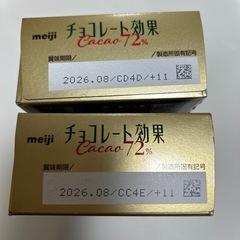 meiji チョコレート効果
Cacao 72%
賞味期限/ /製造所固有記号
2026.08/CD4D/+11
meiji チョコレート効果
Cacao 72%
賞味期限/ /製造所固有記号
2026.08/CC4E/+11